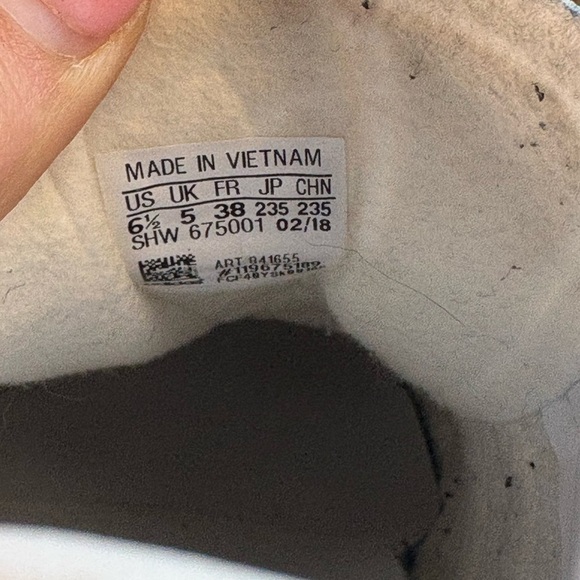 MADE IN VIETNAM
US UK FR JP CHN
6½ 5 38 235 235
SHW 675001 02/18
ART